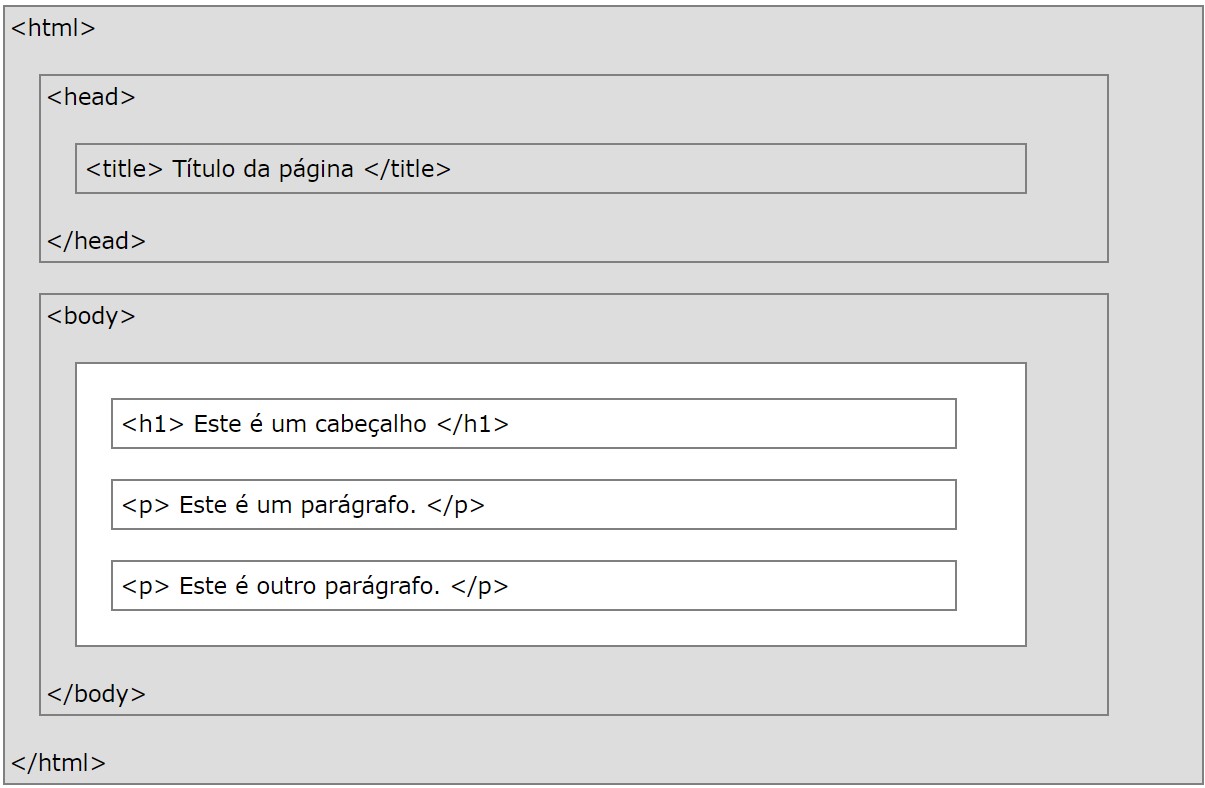 <html>
<head>
<title> Título da página </title>
</head>
<body>
<h1> Este é um cabeçalho </h1>
<p> Este é um parágrafo. </p>
<p> Este é outro parágrafo. </p>
</body>
</html>